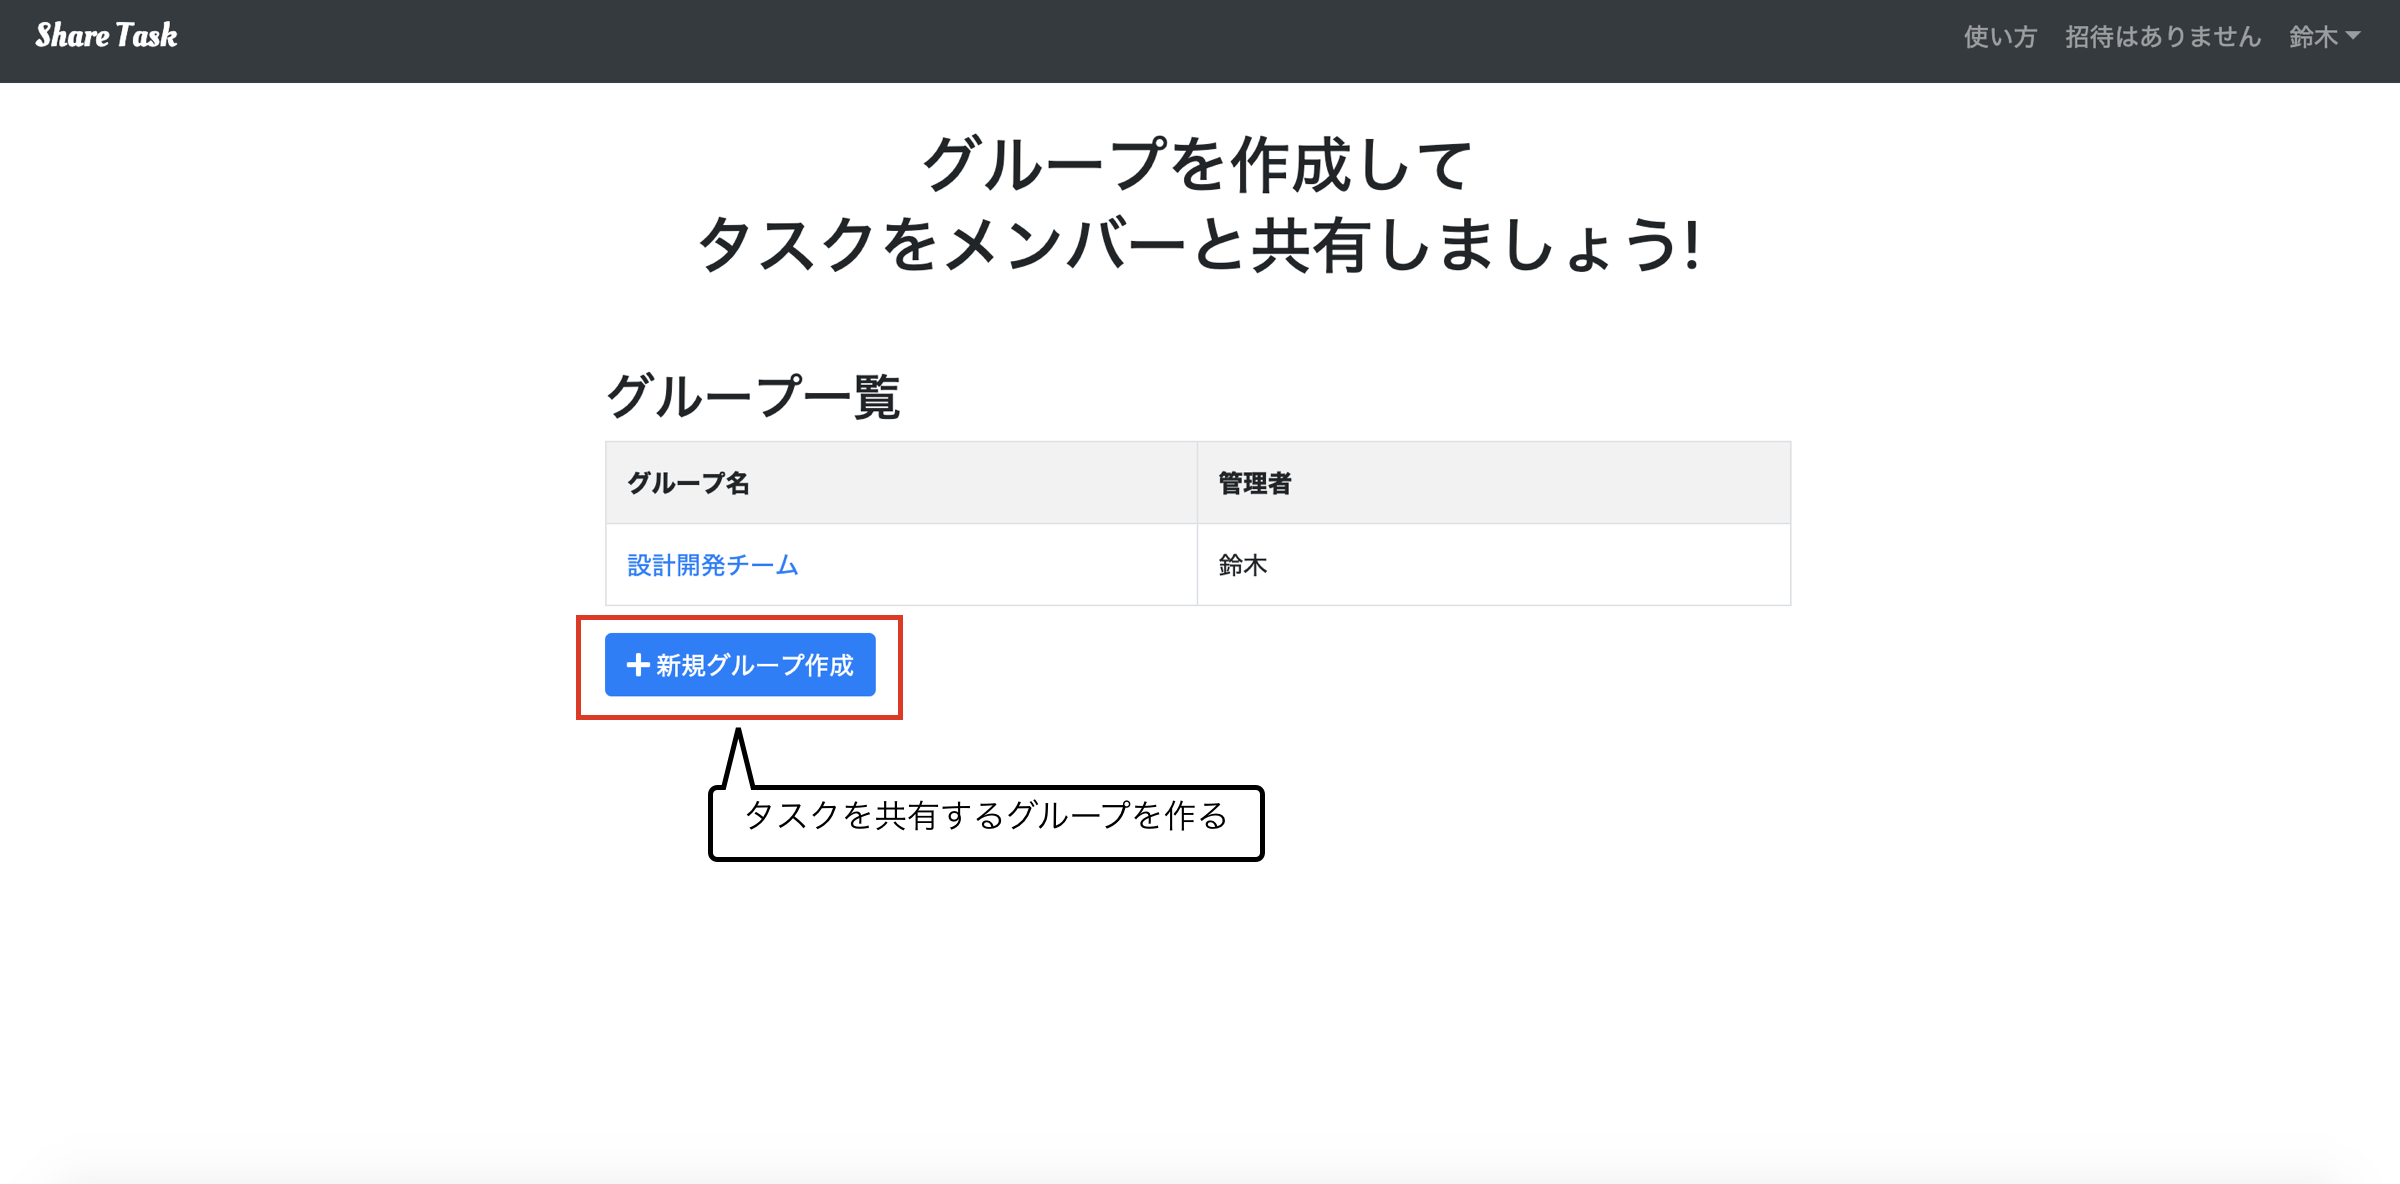 Share Task
使い方 招待はありません 鈴木
グループを作成して
タスクをメンバーと共有しましょう!
グループ一覧
グループ名 管理者
設計開発チーム 鈴木
新規グループ作成
タスクを共有するグループを作る